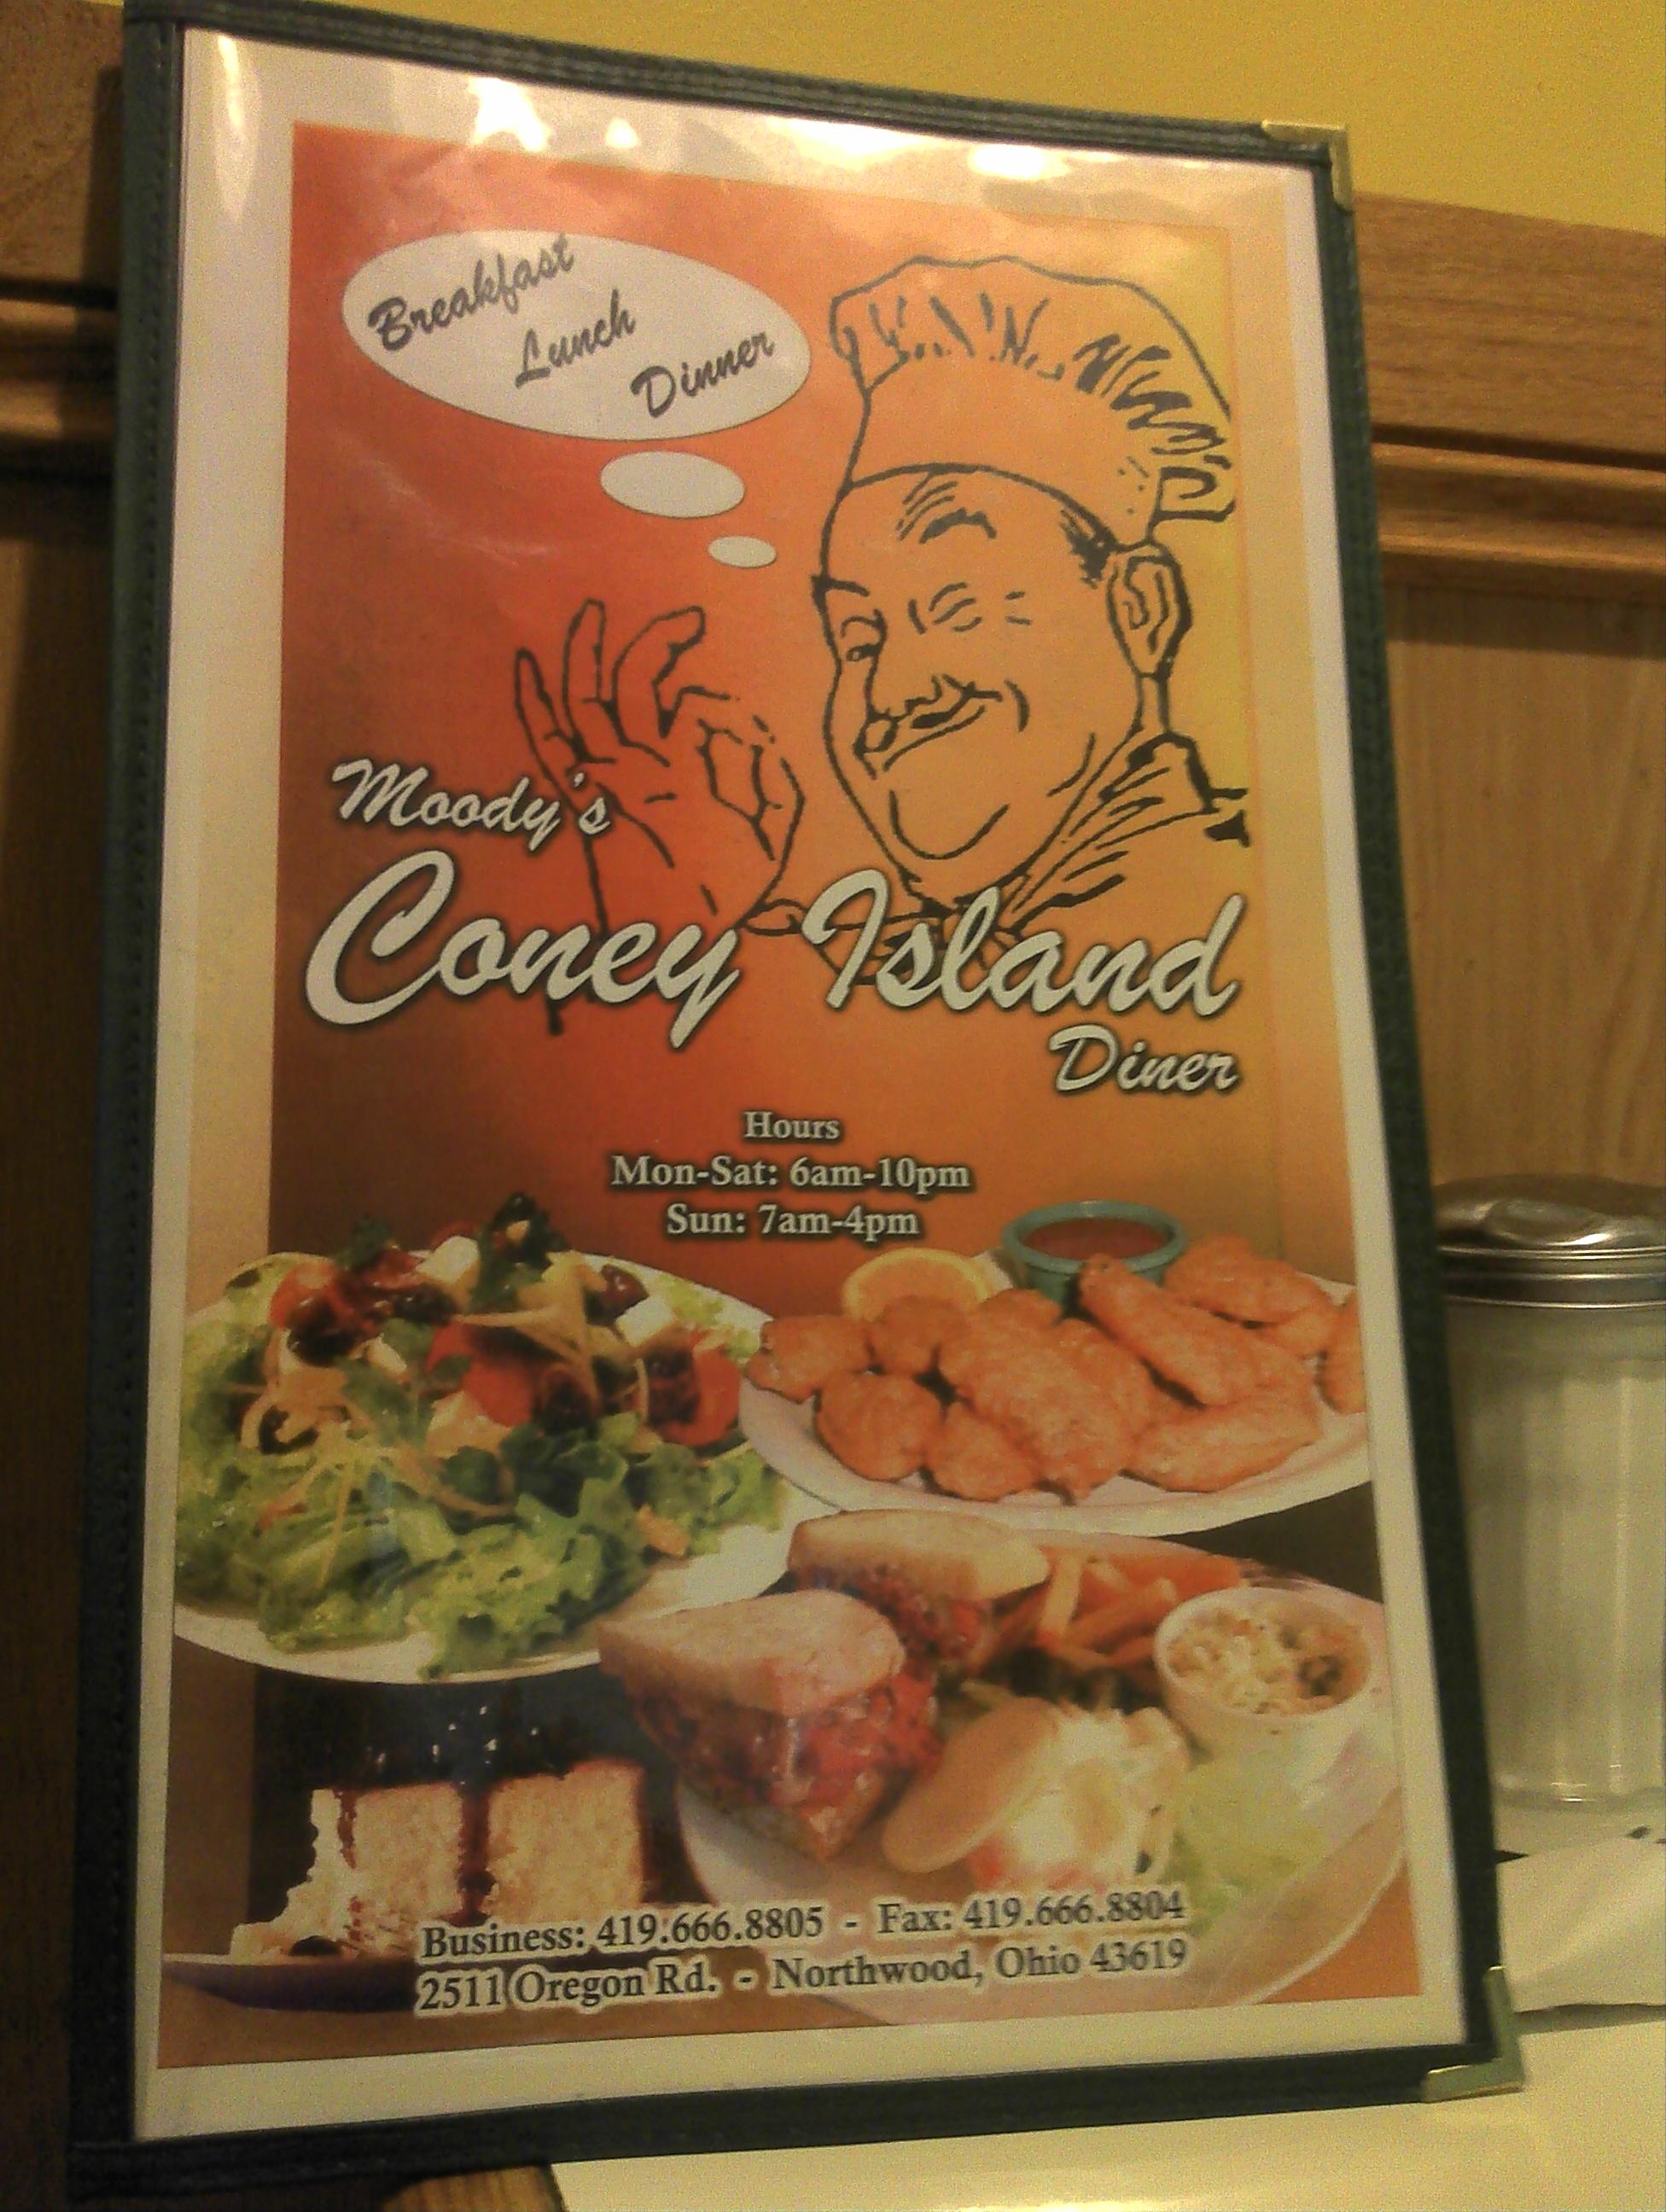 Breakfast
Lunch
Dinner
Moody's
Coney Island
Diner
Hours
Mon-Sat: 6am-10pm
Sun: 7am-4pm
Business: 419.666.8805 - Fax: 419.666.8804
2511 Oregon Rd. - Northwood, Ohio 43619